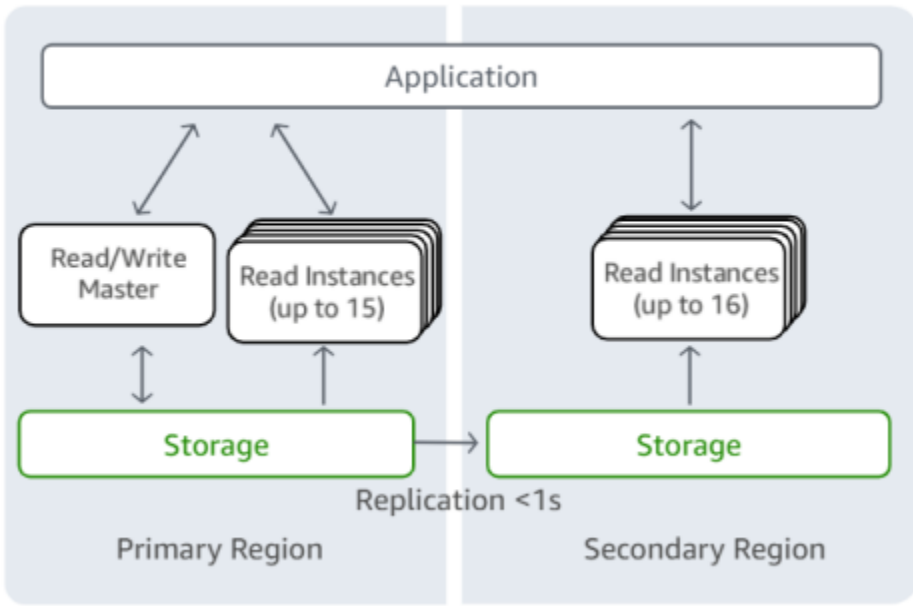 Application
Read/Write
Master
Read Instances
(up to 15)
Read Instances
(up to 16)
Storage
Storage
Replication <1s
Primary Region
Secondary Region